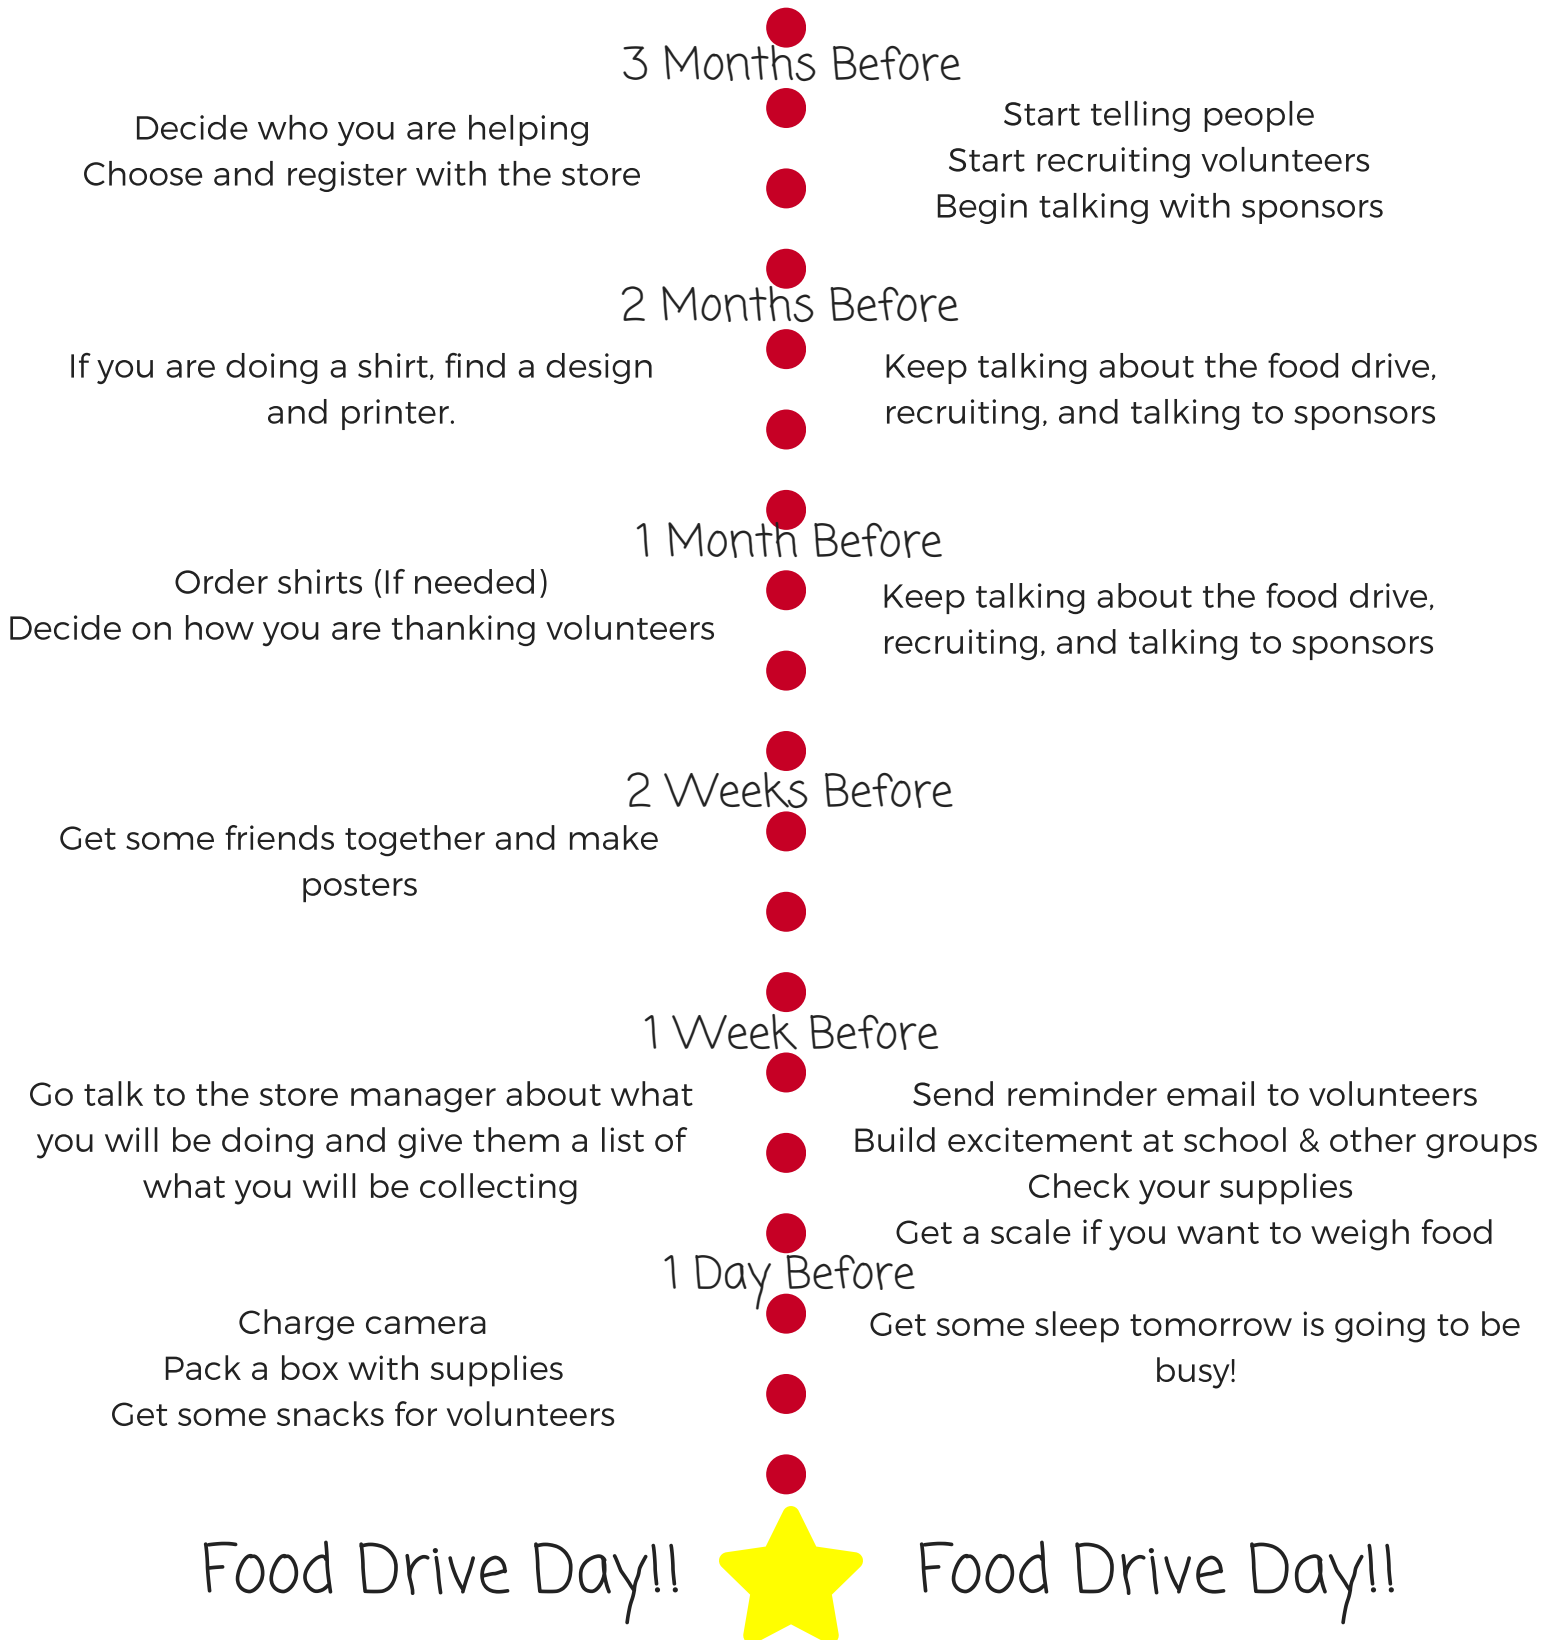 3 Months Before
Decide who you are helping
Choose and register with the store
Start telling people
Start recruiting volunteers
Begin talking with sponsors
2 Months Before
If you are doing a shirt, find a design
and printer.
Keep talking about the food drive,
recruiting, and talking to sponsors
1 Month Before
Order shirts (If needed)
Decide on how you are thanking volunteers
Keep talking about the food drive,
recruiting, and talking to sponsors
2 Weeks Before
Get some friends together and make
posters
1 Week Before
Go talk to the store manager about what
you will be doing and give them a list of
what you will be collecting
Send reminder email to volunteers
Build excitement at school & other groups
Check your supplies
Get a scale if you want to weigh food
1 Day Before
Charge camera
Pack a box with supplies
Get some snacks for volunteers
Get some sleep tomorrow is going to be
busy!
Food Drive Day!!
Food Drive Day!!